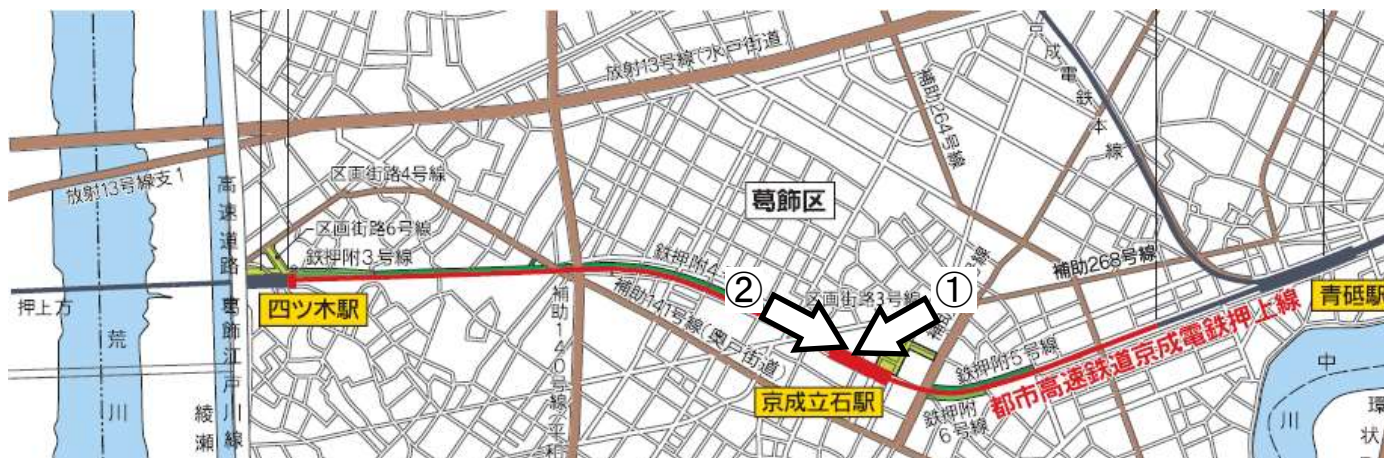 放射13号線(水戸街道)
京成電鉄本線
補助264号線
放射13号線支1
高速道路 葛飾江戸川線
区画街路4号線
葛飾区
区画街路6号線
鉄押附3号線
鉄押附4
②
区画街路3号線
①
補助
号線
補助268号線
押上方
四ツ木駅
青砥駅
荒川
綾瀬
補助140号線(平和
補助141号線(奥戸街道)
京成立石駅
鉄押附5号線
鉄押附
6号線
都市高速鉄道京成電鉄押上線
中川
環状